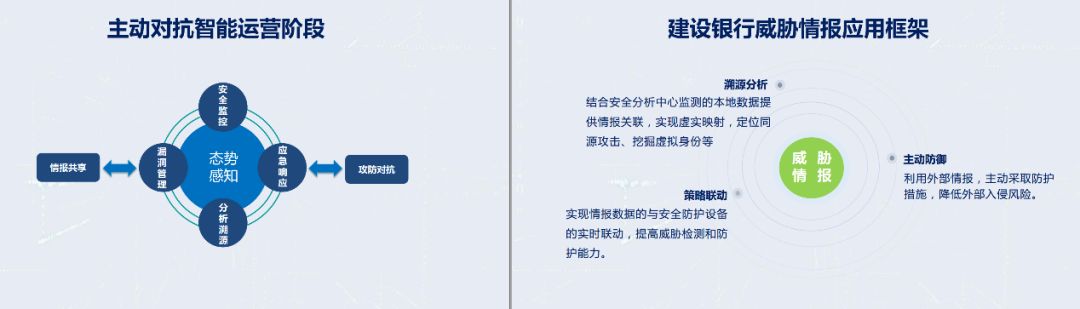 主动对抗智能运营阶段
安全监控
情报共享
漏洞管理
态势
感知
应急响应
攻防对抗
分析溯源
建设银行威胁情报应用框架
溯源分析
结合安全分析中心监测的本地数据提
供情报关联，实现虚实映射，定位同
源攻击、挖掘虚拟身份等
威 胁
情 报
主动防御
利用外部情报，主动采取防护
措施，降低外部入侵风险。
策略联动
实现情报数据的与安全防护设备
的实时联动，提高威胁检测和防
护能力。